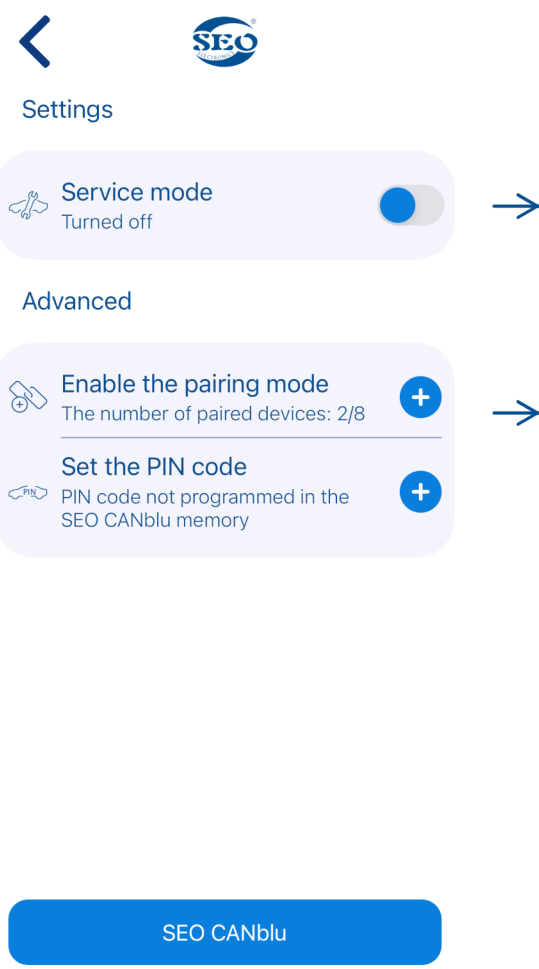 SEO
ELECTRONICS
®
Settings
Service mode
Turned off
Advanced
Enable the pairing mode
The number of paired devices: 2/8
PIN
Set the PIN code
PIN code not programmed in the
SEO CANblu memory
SEO CANblu